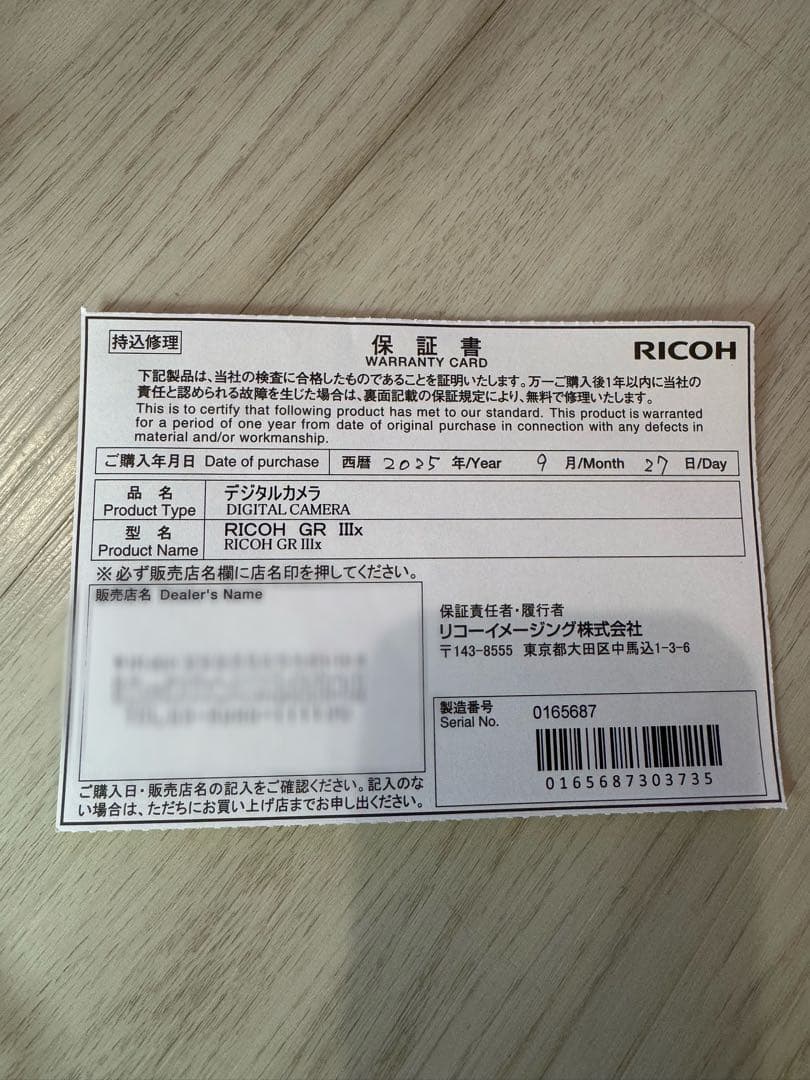 持込修理
保証書
WARRANTY CARD
RICOH
下記製品は、当社の検査に合格したものであることを証明いたします。万一ご購入後1年以内に当社の
責任と認められる故障を生じた場合は、裏面記載の保証規定により、無料で修理いたします。
This is to certify that following product has met to our standard. This product is warranted
for a period of one year from date of original purchase in connection with any defects in
material and/or workmanship.
ご購入年月日 Date of purchase 西暦 2025 年/Year 9 月/Month 27 日/Day
品名 デジタルカメラ
Product Type DIGITAL CAMERA
型名 RICOH GR IIIx
Product Name RICOH GR IIIx
※必ず販売店名欄に店名印を押してください。
販売店名 Dealer's Name
保証責任者・履行者
リコーイメージング株式会社
〒143-8555 東京都大田区中馬込1-3-6
製造番号 0165687
Serial No.
0165687303735
ご購入日・販売店名の記入をご確認ください。記入のな
い場合は、ただちにお買い上げ店までお申し出ください。